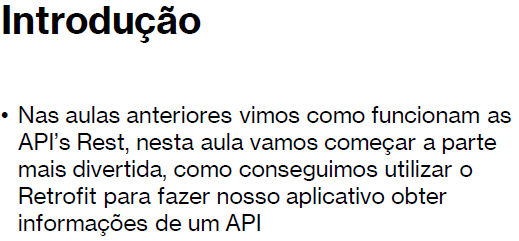 Introdução
• Nas aulas anteriores vimos como funcionam as
API's Rest, nesta aula vamos começar a parte
mais divertida, como conseguimos utilizar o
Retrofit para fazer nosso aplicativo obter
informações de um API